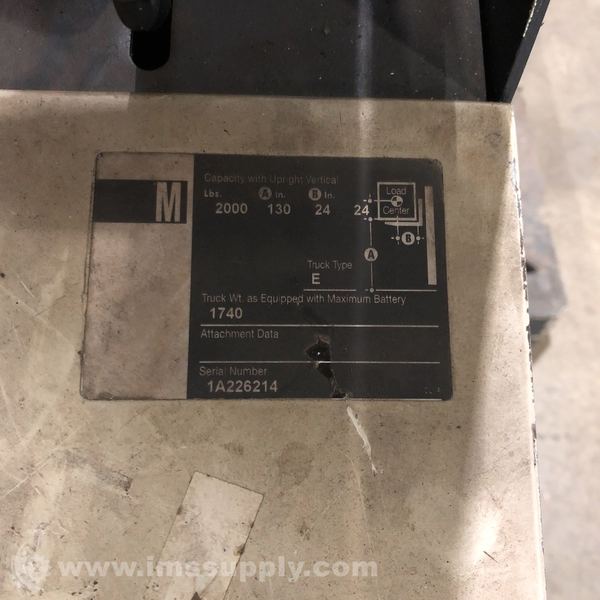 M
Capacity with Upright Vertical
Lbs. A in. B in.
2000 130 24 24
Load
Center
B
A
Truck Type
E
Truck Wt. as Equipped with Maximum Battery
1740
Attachment Data
Serial Number
1A226214
www.imssupply.com